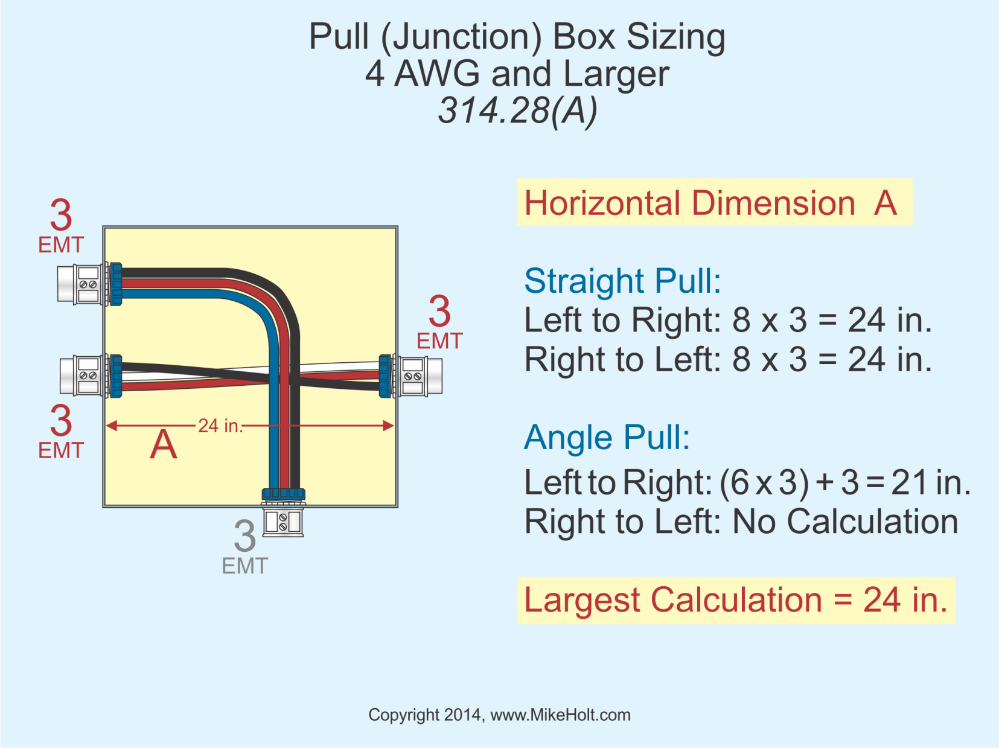 Pull (Junction) Box Sizing
4 AWG and Larger
314.28(A)
3
EMT
3
EMT
3
EMT
24 in.
A
3
EMT
Horizontal Dimension A
Straight Pull:
Left to Right: 8 x 3 = 24 in.
Right to Left: 8 x 3 = 24 in.
Angle Pull:
Left to Right: (6 x 3) + 3 = 21 in.
Right to Left: No Calculation
Largest Calculation = 24 in.
Copyright 2014, www.MikeHolt.com